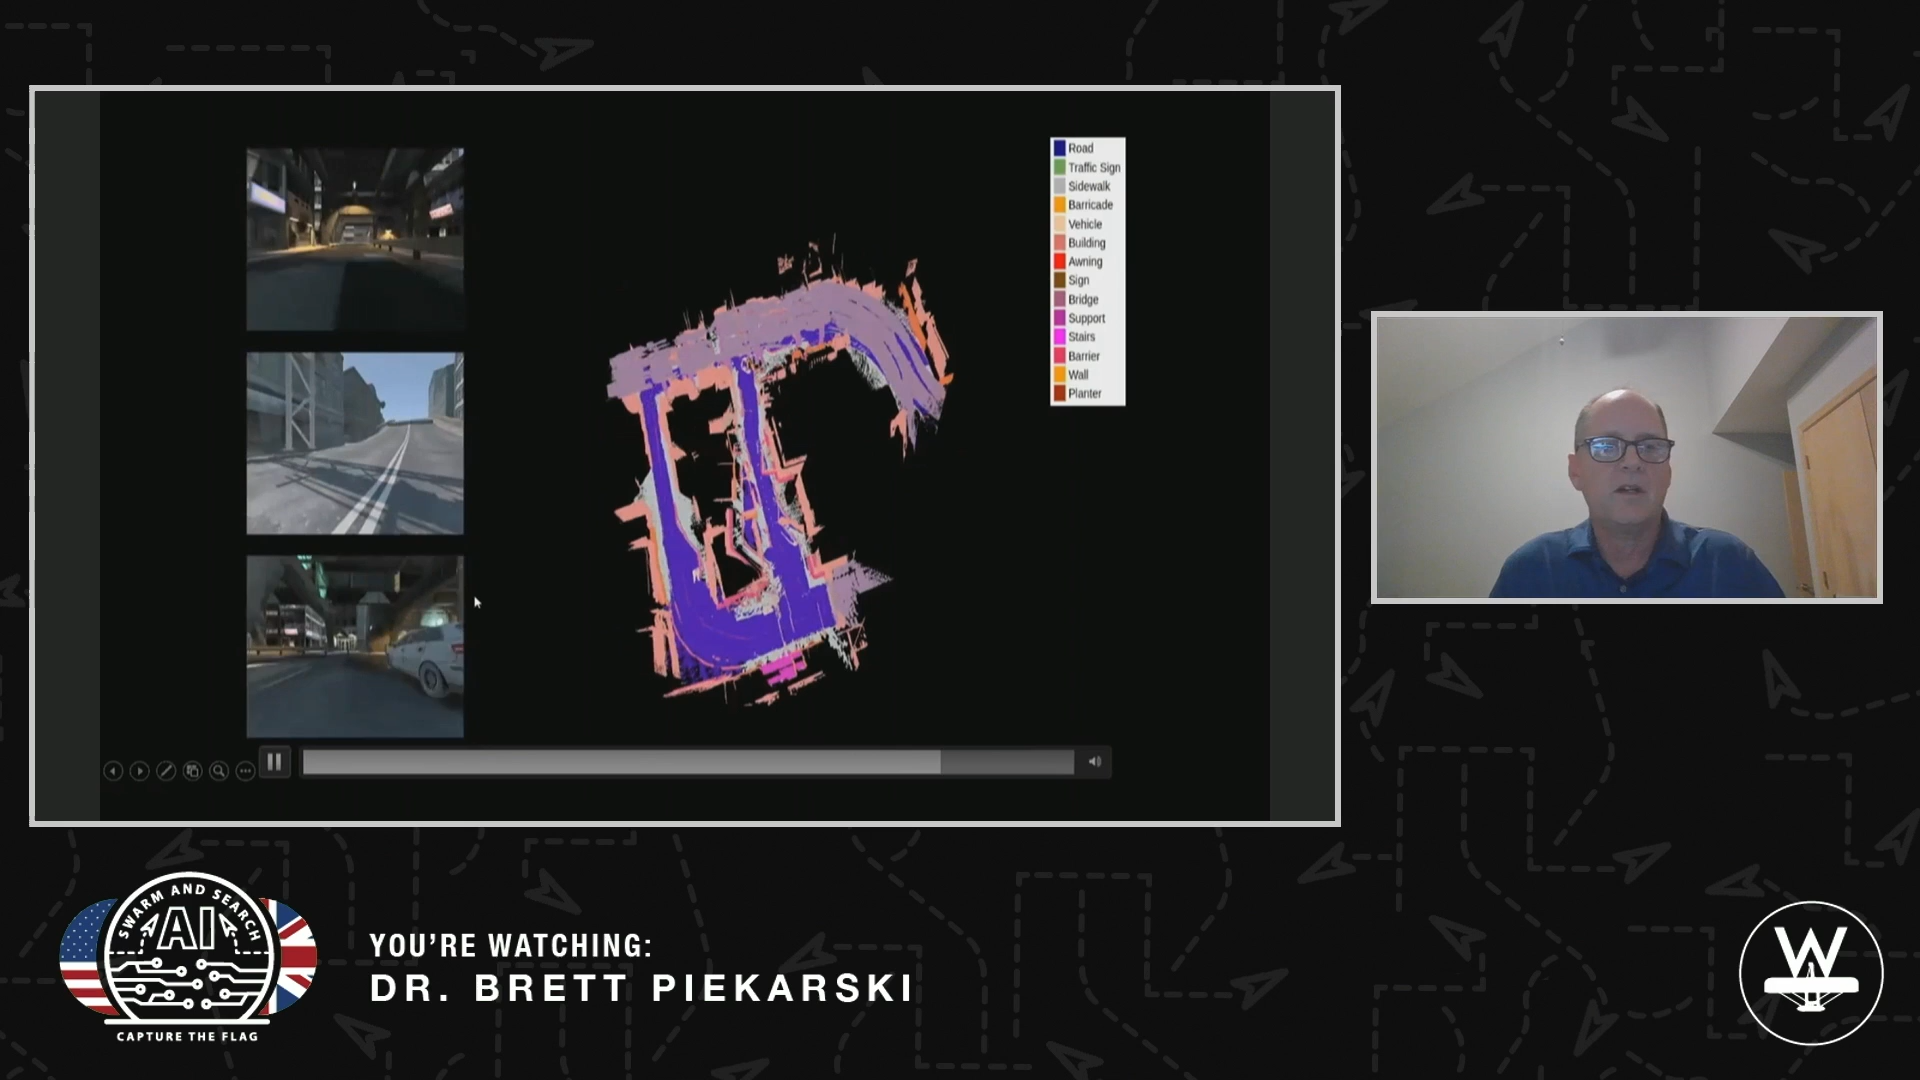 Road
Traffic Sign
Sidewalk
Barricade
Vehicle
Building
Awning
Sign
Bridge
Support
Stairs
Barrier
Wall
Planter
SWARM AND SEARCH
AI
CAPTURE THE FLAG
YOU'RE WATCHING:
DR. BRETT PIEKARSKI
W